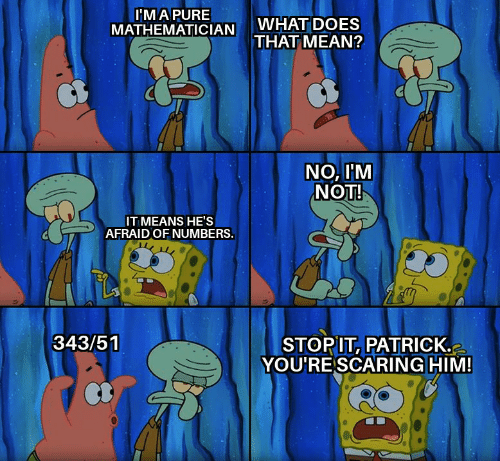 I'M A PURE
MATHEMATICIAN
WHAT DOES
THAT MEAN?
IT MEANS HE'S
AFRAID OF NUMBERS.
NO, I'M
NOT!
343/51
STOP IT, PATRICK.
YOU'RE SCARING HIM!